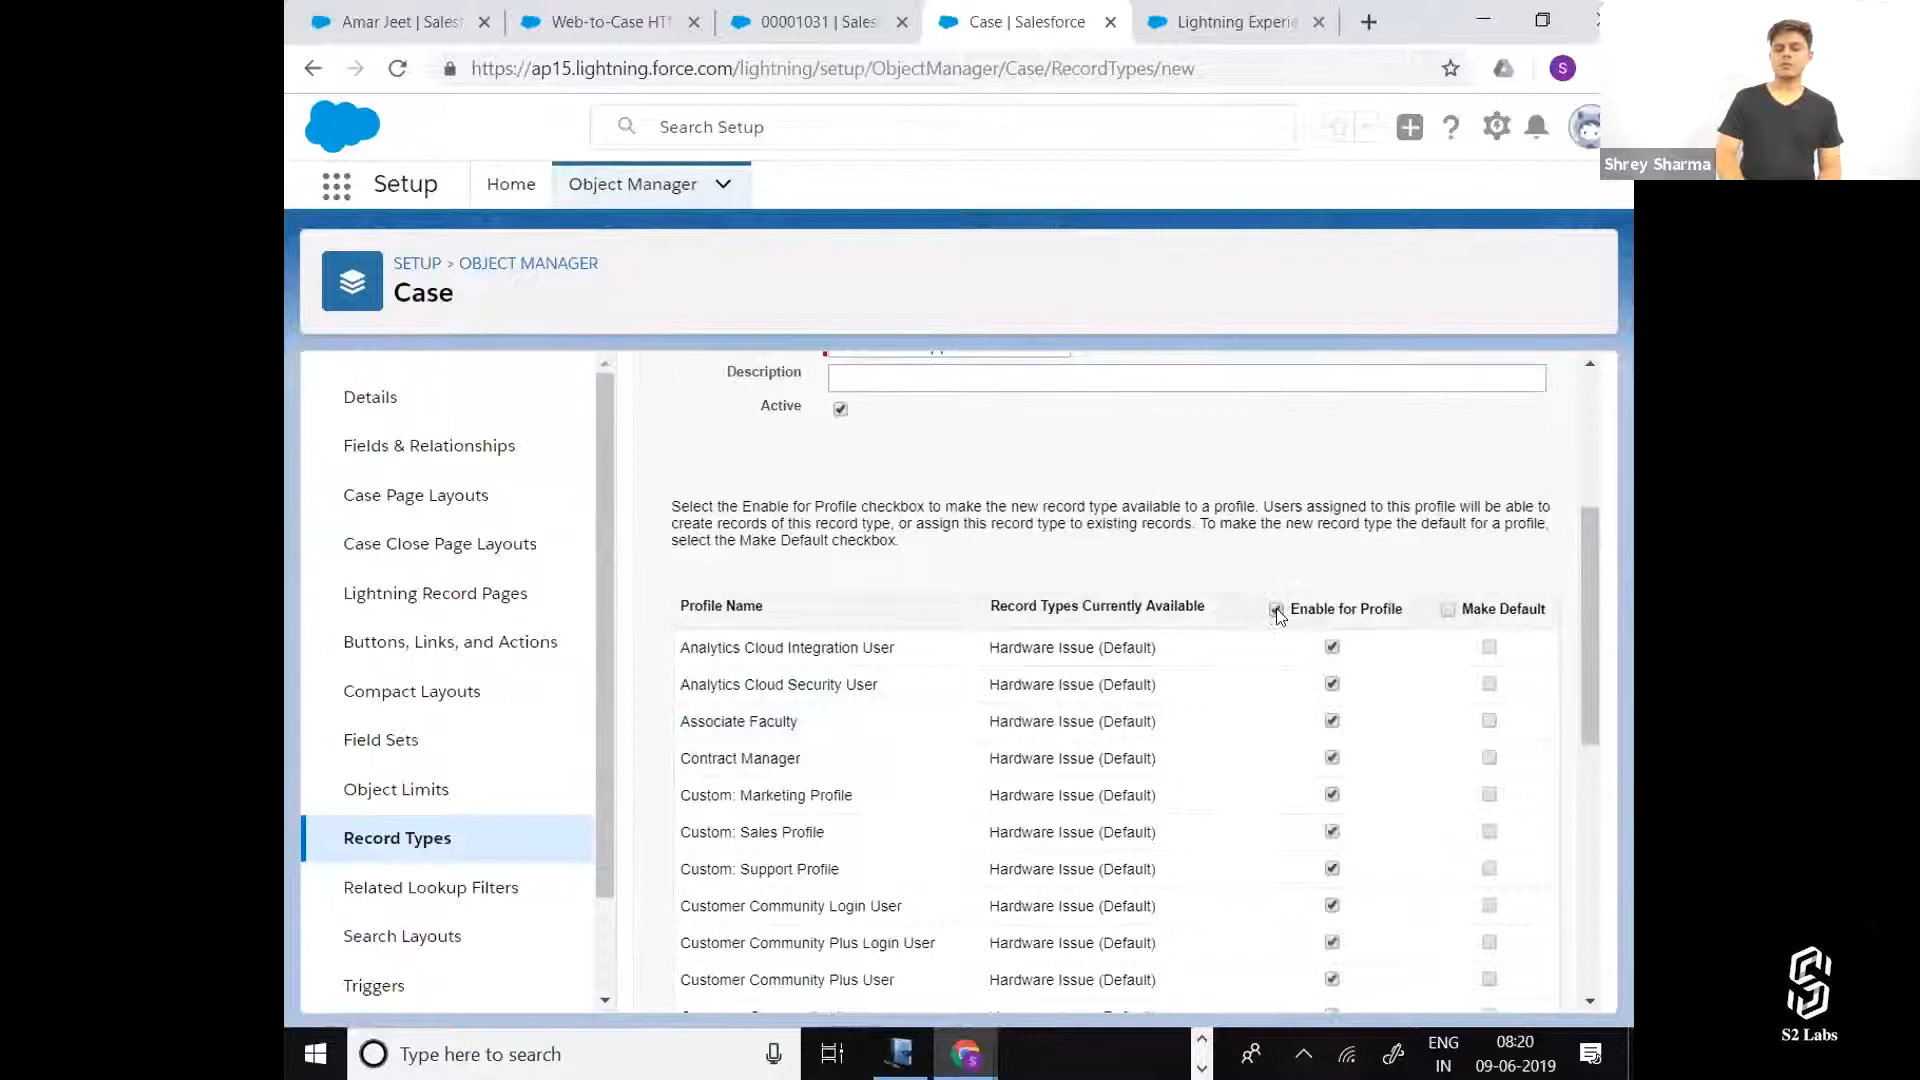 Amar Jeet | Salesf
Web-to-Case HT
00001031 | Sales
Case | Salesforce
Lightning Experie
https://ap15.lightning.force.com/lightning/setup/ObjectManager/Case/RecordTypes/new
S
Search Setup
Shrey Sharma
Setup
Home
Object Manager
SETUP > OBJECT MANAGER
Case
Details
Fields & Relationships
Case Page Layouts
Case Close Page Layouts
Lightning Record Pages
Buttons, Links, and Actions
Compact Layouts
Field Sets
Object Limits
Record Types
Related Lookup Filters
Search Layouts
Triggers
Description
Active
Select the Enable for Profile checkbox to make the new record type available to a profile. Users assigned to this profile will be able to
create records of this record type, or assign this record type to existing records. To make the new record type the default for a profile,
select the Make Default checkbox.
Profile Name Record Types Currently Available Enable for Profile Make Default
Analytics Cloud Integration User Hardware Issue (Default)
Analytics Cloud Security User Hardware Issue (Default)
Associate Faculty Hardware Issue (Default)
Contract Manager Hardware Issue (Default)
Custom: Marketing Profile Hardware Issue (Default)
Custom: Sales Profile Hardware Issue (Default)
Custom: Support Profile Hardware Issue (Default)
Customer Community Login User Hardware Issue (Default)
Customer Community Plus Login User Hardware Issue (Default)
Customer Community Plus User Hardware Issue (Default)
Type here to search
ENG
IN
08:20
09-06-2019
S2 Labs